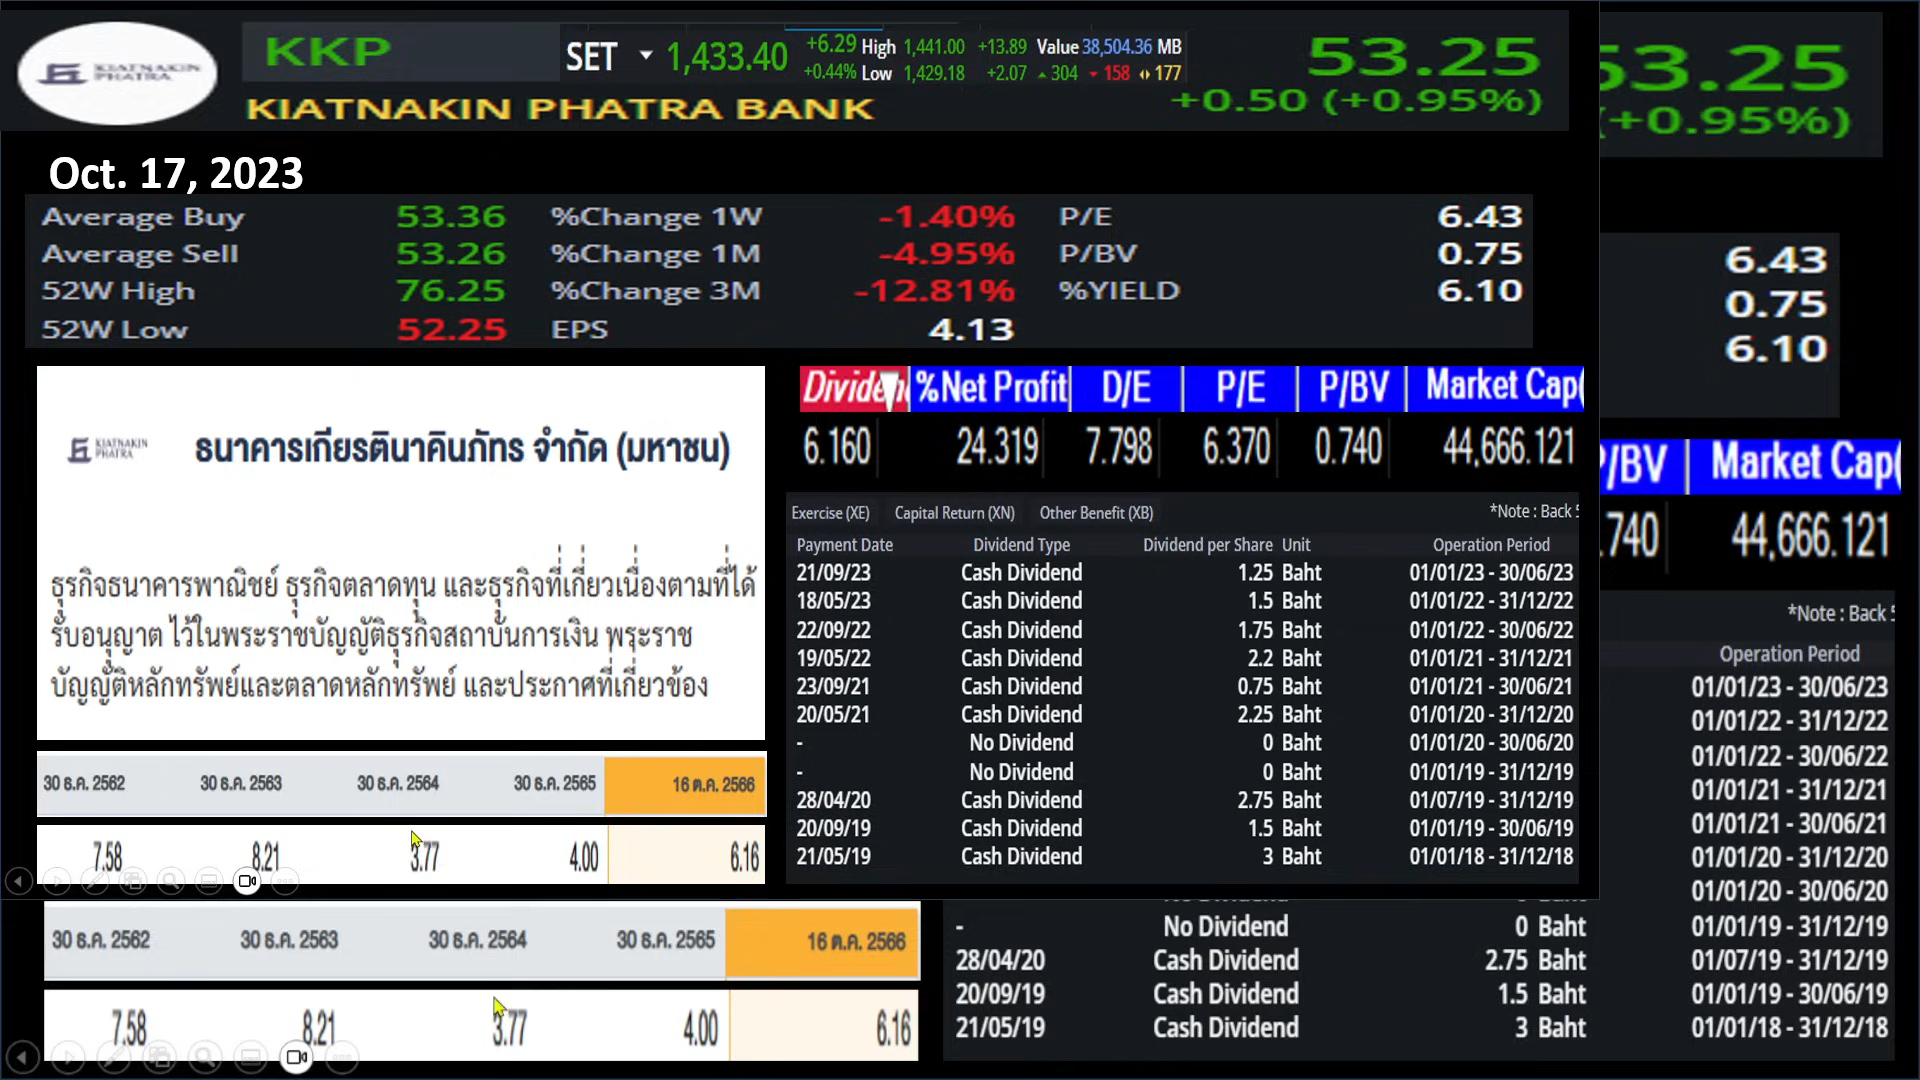 KIATNAKIN
PHATRA
KKP
SET 1,433.40 +6.29 High 1,441.00 +13.89 Value 38,504.36 MB
+0.44% Low 1,429.18 +2.07 304 158 177
53.25
+0.50 (+0.95%)
KIATNAKIN PHATRA BANK
53.25
(+0.95%)
Oct. 17, 2023
Average Buy 53.36 %Change 1W -1.40% P/E 6.43
Average Sell 53.26 %Change 1M -4.95% P/BV 0.75
52W High 76.25 %Change 3M -12.81% %YIELD 6.10
52W Low 52.25 EPS 4.13
6.43
0.75
6.10
KIATNAKIN
PHATRA
ธนาคารเกียรตินาคินภัทร จำกัด (มหาชน)
ธุรกิจธนาคารพาณิชย์ ธุรกิจตลาดทุน และธุรกิจที่เกี่ยวเนื่องตามที่ได้
รับอนุญาต ไว้ในพระราชบัญญัติธุรกิจสถาบันการเงิน พระราช
บัญญัติหลักทรัพย์และตลาดหลักทรัพย์ และประกาศที่เกี่ยวข้อง
%Net Profit D/E P/E P/BV Market Cap(
6.160 24.319 7.798 6.370 0.740 44,666.121
Exercise (XE) Capital Return (XN) Other Benefit (XB) *Note : Back 5
Payment Date Dividend Type Dividend per Share Unit Operation Period
21/09/23 Cash Dividend 1.25 Baht 01/01/23 - 30/06/23
18/05/23 Cash Dividend 1.5 Baht 01/01/22 - 31/12/22
22/09/22 Cash Dividend 1.75 Baht 01/01/22 - 30/06/22
19/05/22 Cash Dividend 2.2 Baht 01/01/21 - 31/12/21
23/09/21 Cash Dividend 0.75 Baht 01/01/21 - 30/06/21
20/05/21 Cash Dividend 2.25 Baht 01/01/20 - 31/12/20
- No Dividend 0 Baht 01/01/20 - 30/06/20
- No Dividend 0 Baht 01/01/19 - 31/12/19
28/04/20 Cash Dividend 2.75 Baht 01/07/19 - 31/12/19
20/09/19 Cash Dividend 1.5 Baht 01/01/19 - 30/06/19
21/05/19 Cash Dividend 3 Baht 01/01/18 - 31/12/18
30 ธ.ค. 2562 30 ธ.ค. 2563 30 ธ.ค. 2564 30 ธ.ค. 2565 16 ต.ค. 2566
7.58 8.21 3.77 4.00 6.16
P/BV Market Cap(
.740 44,666.121
*Note : Back 5
Operation Period
01/01/23 - 30/06/23
01/01/22 - 31/12/22
01/01/22 - 30/06/22
01/01/21 - 31/12/21
01/01/21 - 30/06/21
01/01/20 - 31/12/20
01/01/20 - 30/06/20
- No Dividend 0 Baht 01/01/19 - 31/12/19
28/04/20 Cash Dividend 2.75 Baht 01/07/19 - 31/12/19
20/09/19 Cash Dividend 1.5 Baht 01/01/19 - 30/06/19
21/05/19 Cash Dividend 3 Baht 01/01/18 - 31/12/18
30 ธ.ค. 2562 30 ธ.ค. 2563 30 ธ.ค. 2564 30 ธ.ค. 2565 16 ต.ค. 2566
7.58 8.21 3.77 4.00 6.16